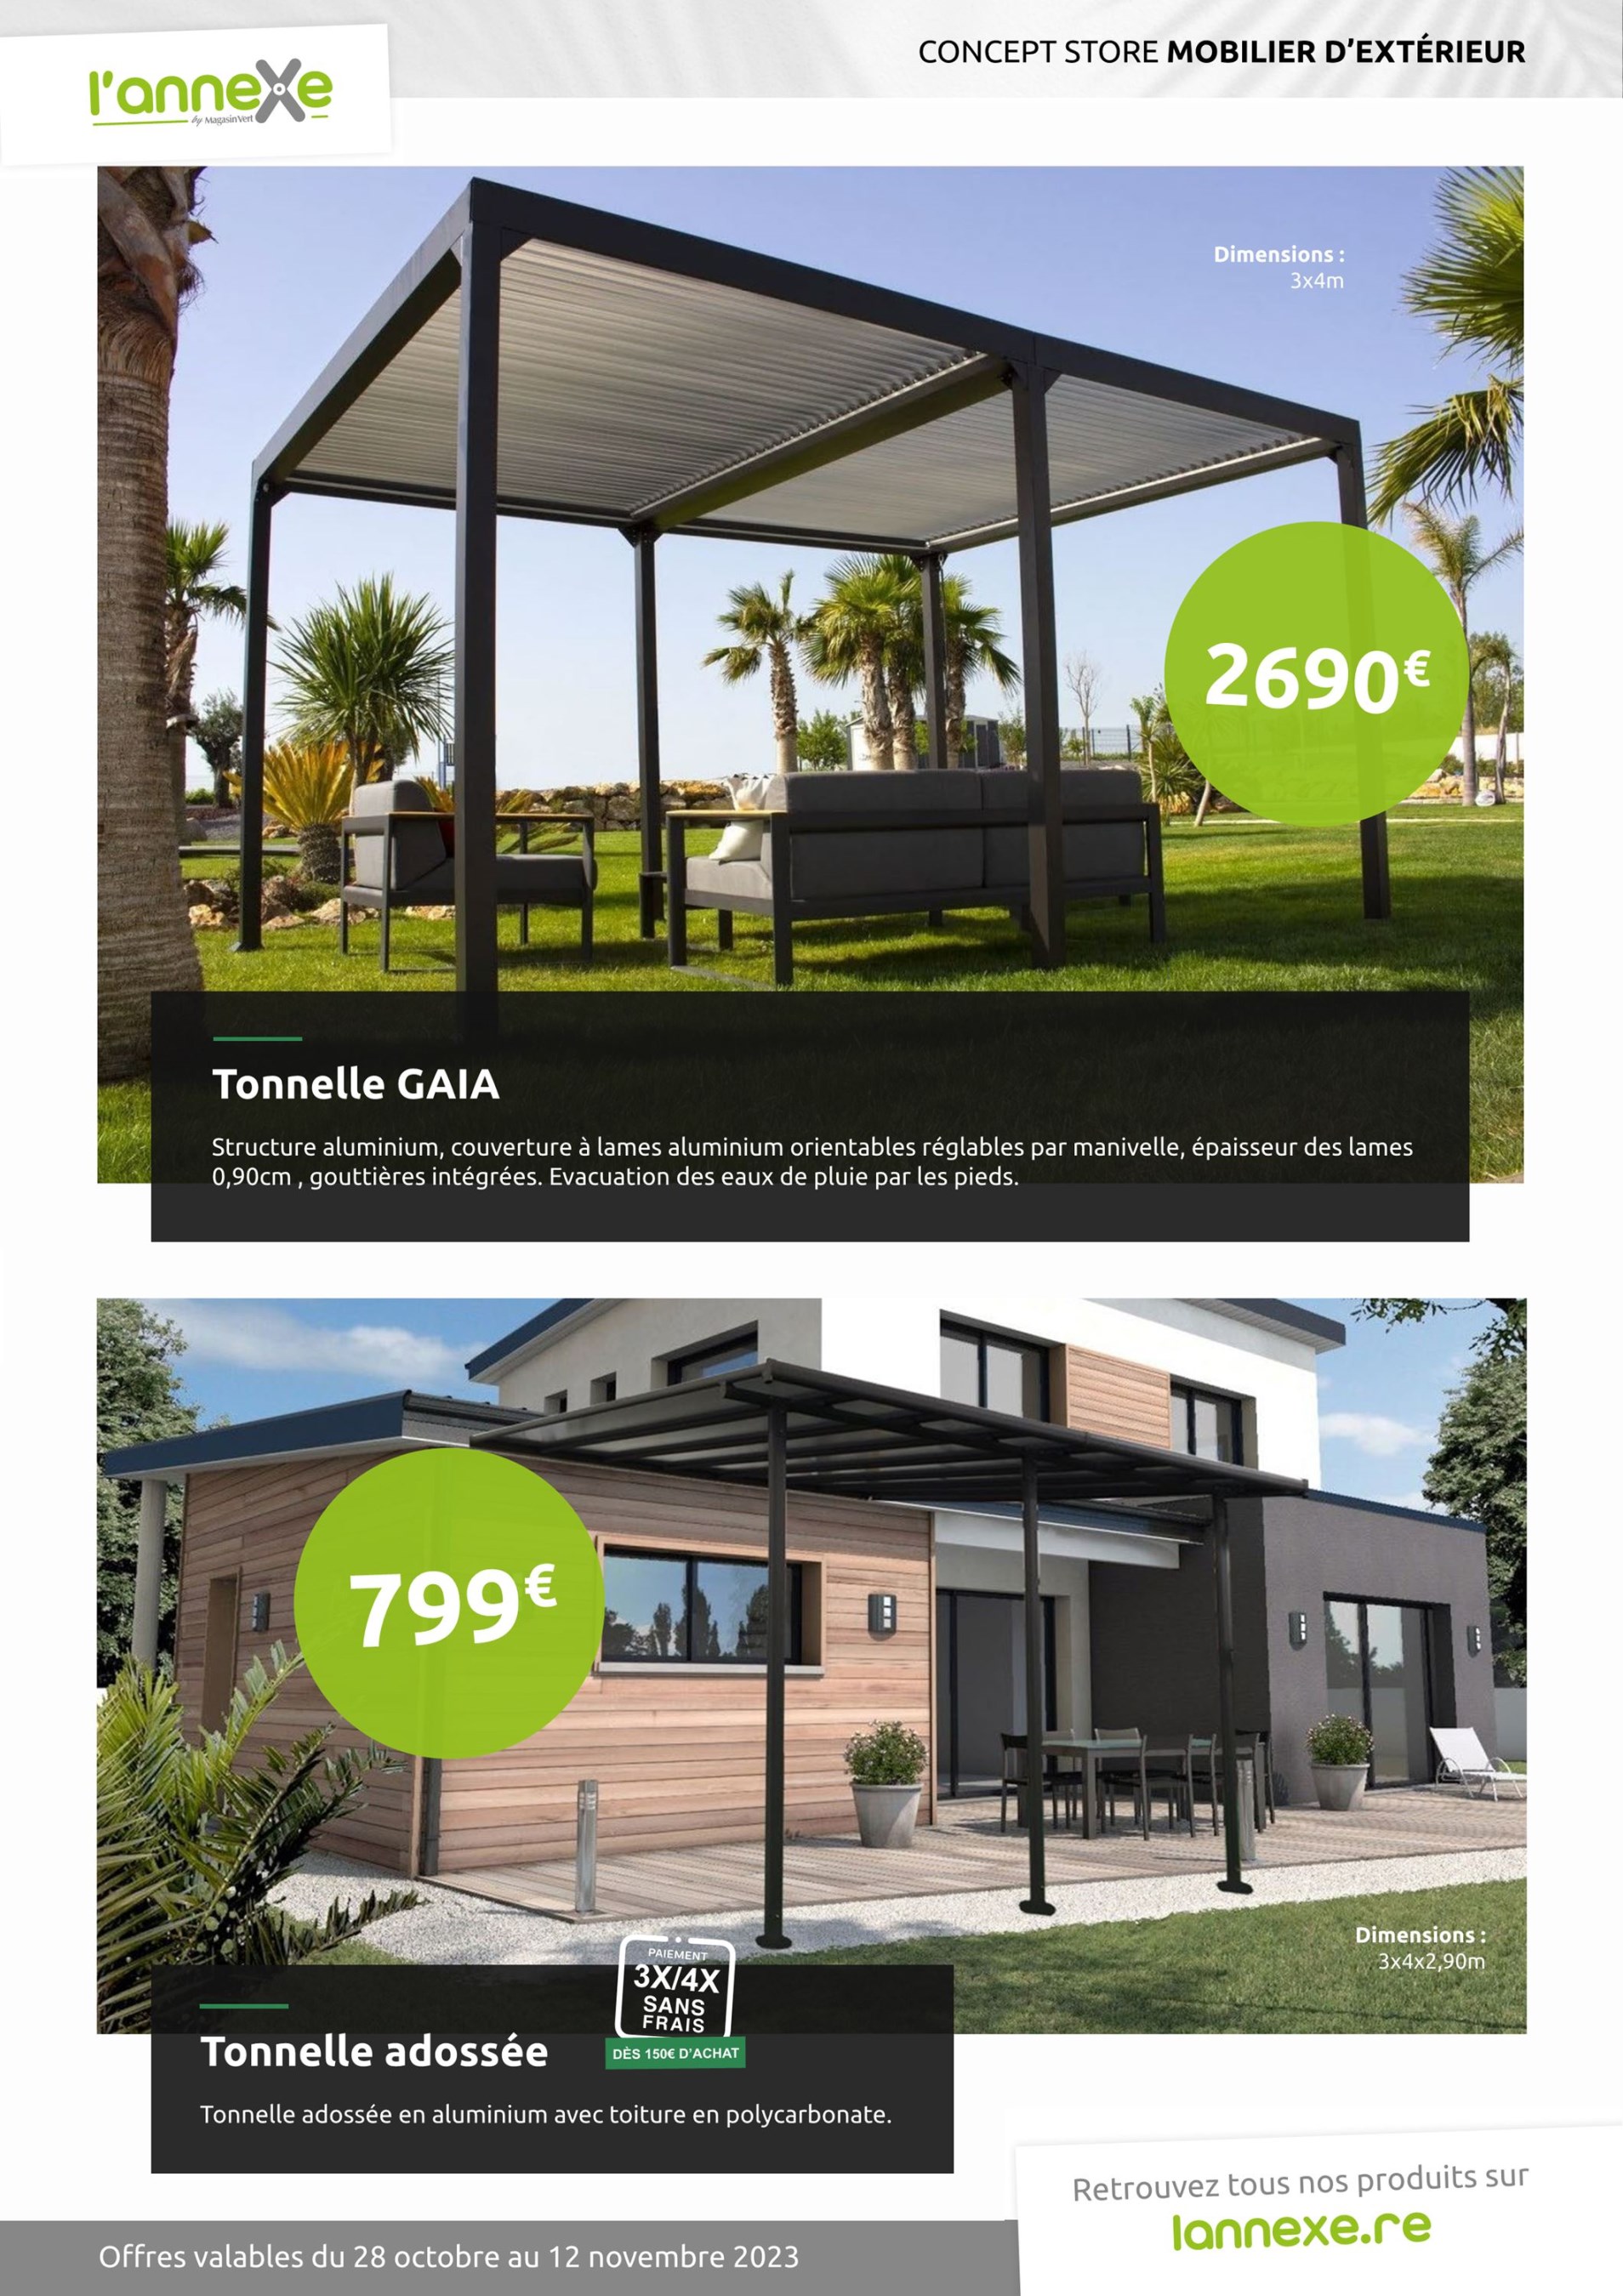 l'annexe
by MagasinVert
CONCEPT STORE MOBILIER D'EXTÉRIEUR
Dimensions :
3x4m
2690€
Tonnelle GAIA
Structure aluminium, couverture à lames aluminium orientables réglables par manivelle, épaisseur des lames
0,90cm , gouttières intégrées. Evacuation des eaux de pluie par les pieds.
799€
Dimensions :
3x4x2,90m
PAIEMENT
3X/4X
SANS
FRAIS
DÈS 150€ D'ACHAT
Tonnelle adossée
Tonnelle adossée en aluminium avec toiture en polycarbonate.
Retrouvez tous nos produits sur
lannexe.re
Offres valables du 28 octobre au 12 novembre 2023